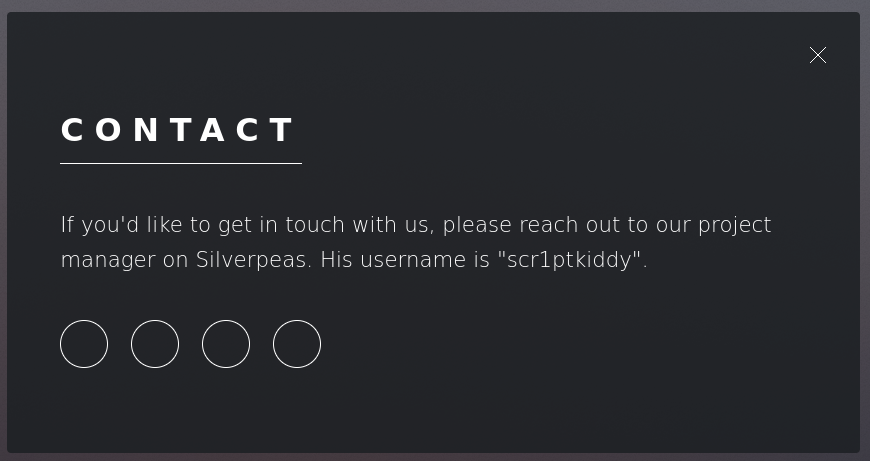 CONTACT
If you'd like to get in touch with us, please reach out to our project
manager on Silverpeas. His username is "scr1ptkiddy".